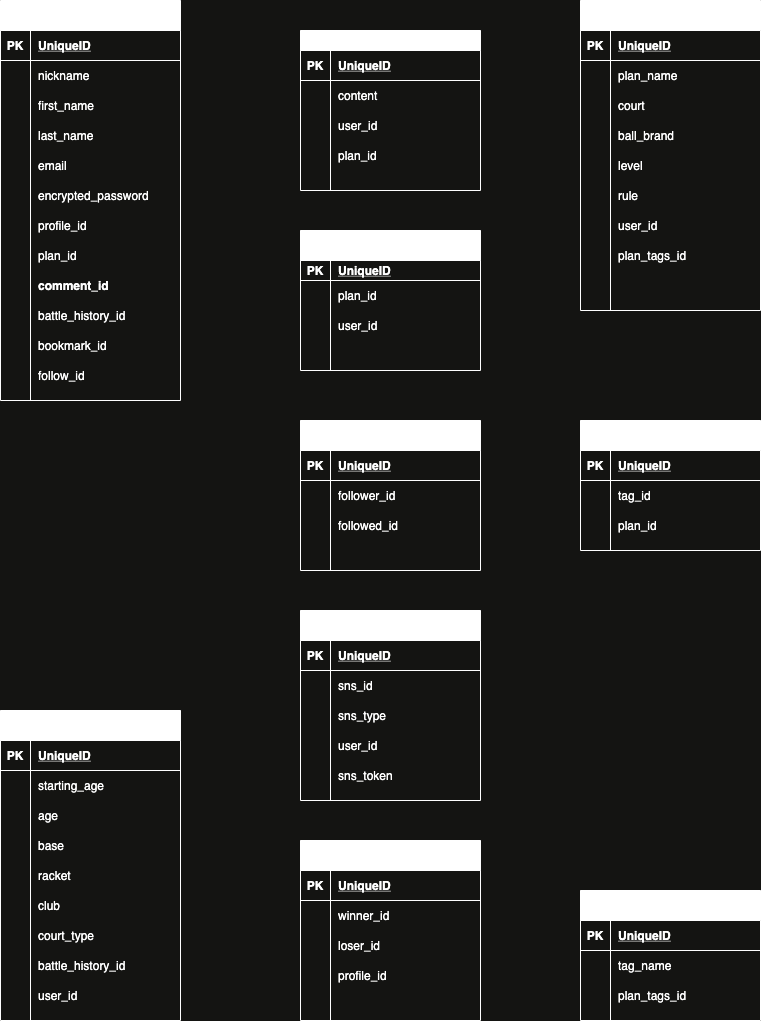 PK UniqueID
nickname
first_name
last_name
email
encrypted_password
profile_id
plan_id
comment_id
battle_history_id
bookmark_id
follow_id
PK UniqueID
starting_age
age
base
racket
club
court_type
battle_history_id
user_id
PK UniqueID
content
user_id
plan_id
PK UniqueID
plan_id
user_id
PK UniqueID
follower_id
followed_id
PK UniqueID
sns_id
sns_type
user_id
sns_token
PK UniqueID
winner_id
loser_id
profile_id
PK UniqueID
plan_name
court
ball_brand
level
rule
user_id
plan_tags_id
PK UniqueID
tag_id
plan_id
PK UniqueID
tag_name
plan_tags_id